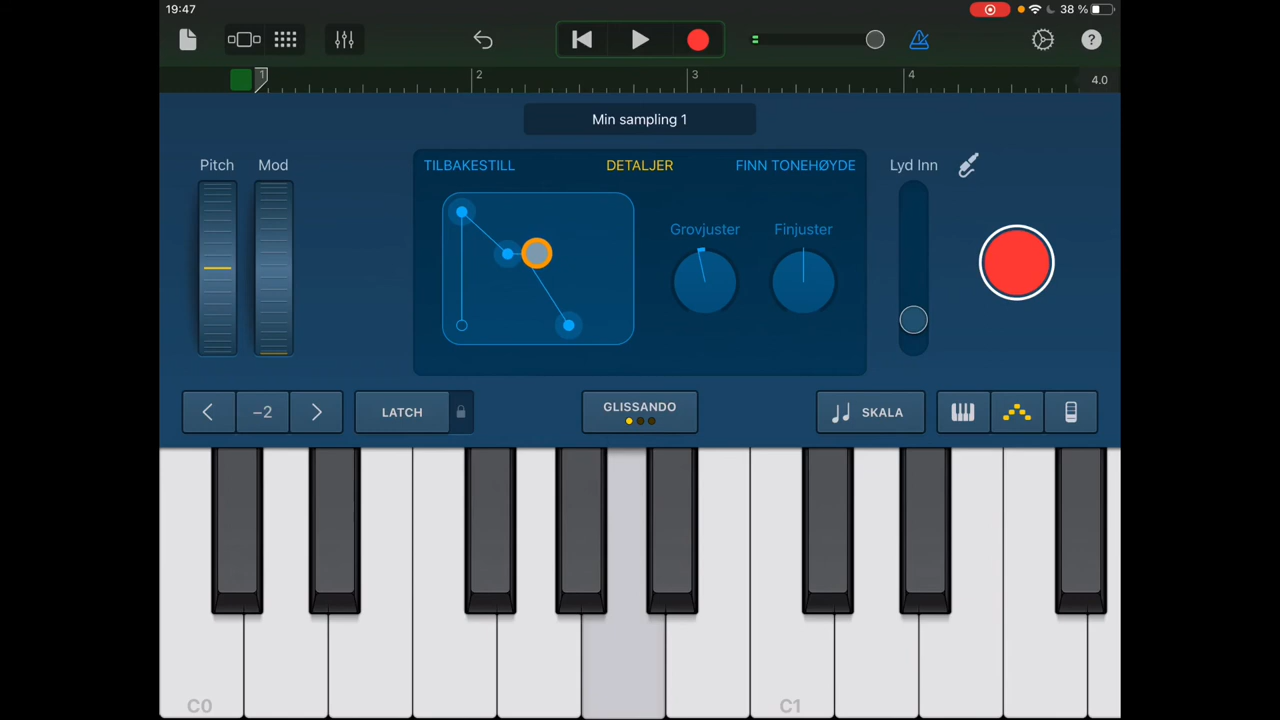 19:47
38 %
?
1 2 3 4 4.0
Min sampling 1
Pitch Mod TILBAKESTILL DETALJER FINN TONEHØYDE Lyd Inn
Grovjuster Finjuster
−2 LATCH GLISSANDO SKALA
C0 C1